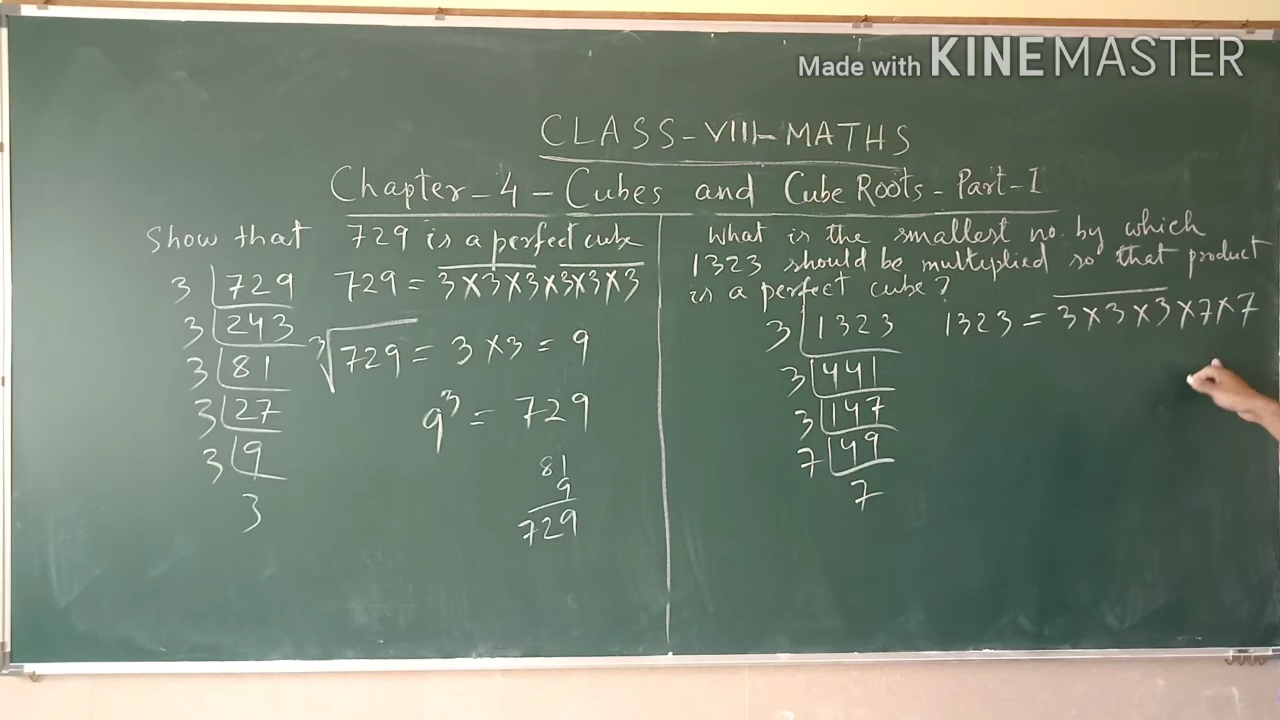 Made with KINEMASTER
CLASS-VIII-MATHS
Chapter-4-Cubes and Cube Roots-Part-I
Show that 729 is a perfect cube
3 729
3 243
3 81
3 27
3 9
3
729 = 3×3×3×3×3×3
∛729 = 3×3 = 9
9³ = 729
81
9
729
What is the smallest no. by which
1323 should be multiplied so that product
is a perfect cube?
3 1323
3 441
3 147
7 49
7
1323 = 3×3×3×7×7